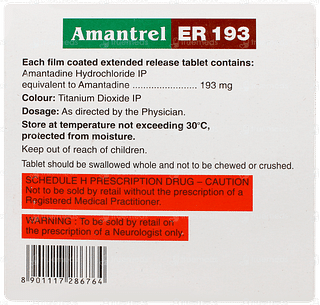 Amantrel ER 193
Each film coated extended release tablet contains:
Amantadine Hydrochloride IP
equivalent to Amantadine ........................ 193 mg
Colour: Titanium Dioxide IP
Dosage: As directed by the Physician.
Store at temperature not exceeding 30°C,
protected from moisture.
Keep out of reach of children.
Tablet should be swallowed whole and not to be chewed or crushed.
SCHEDULE H PRESCRIPTION DRUG – CAUTION
Not to be sold by retail without the prescription of a
Registered Medical Practitioner.
WARNING : To be sold by retail on
the prescription of a Neurologist only.
8 901117 286764